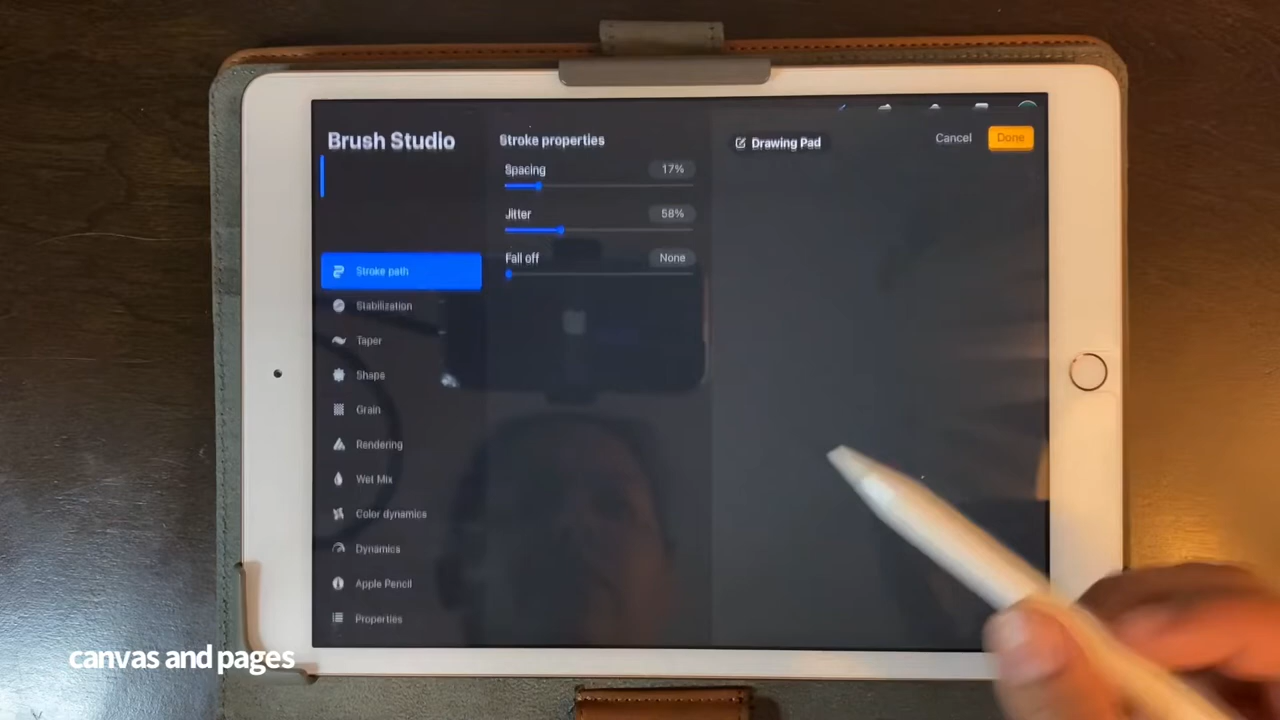 Brush Studio
Stroke path
Stabilization
Taper
Shape
Grain
Rendering
Wet Mix
Color dynamics
Dynamics
Apple Pencil
Properties
Stroke properties
Spacing 17%
Jitter 58%
Fall off None
Drawing Pad
Cancel
Done
canvas and pages